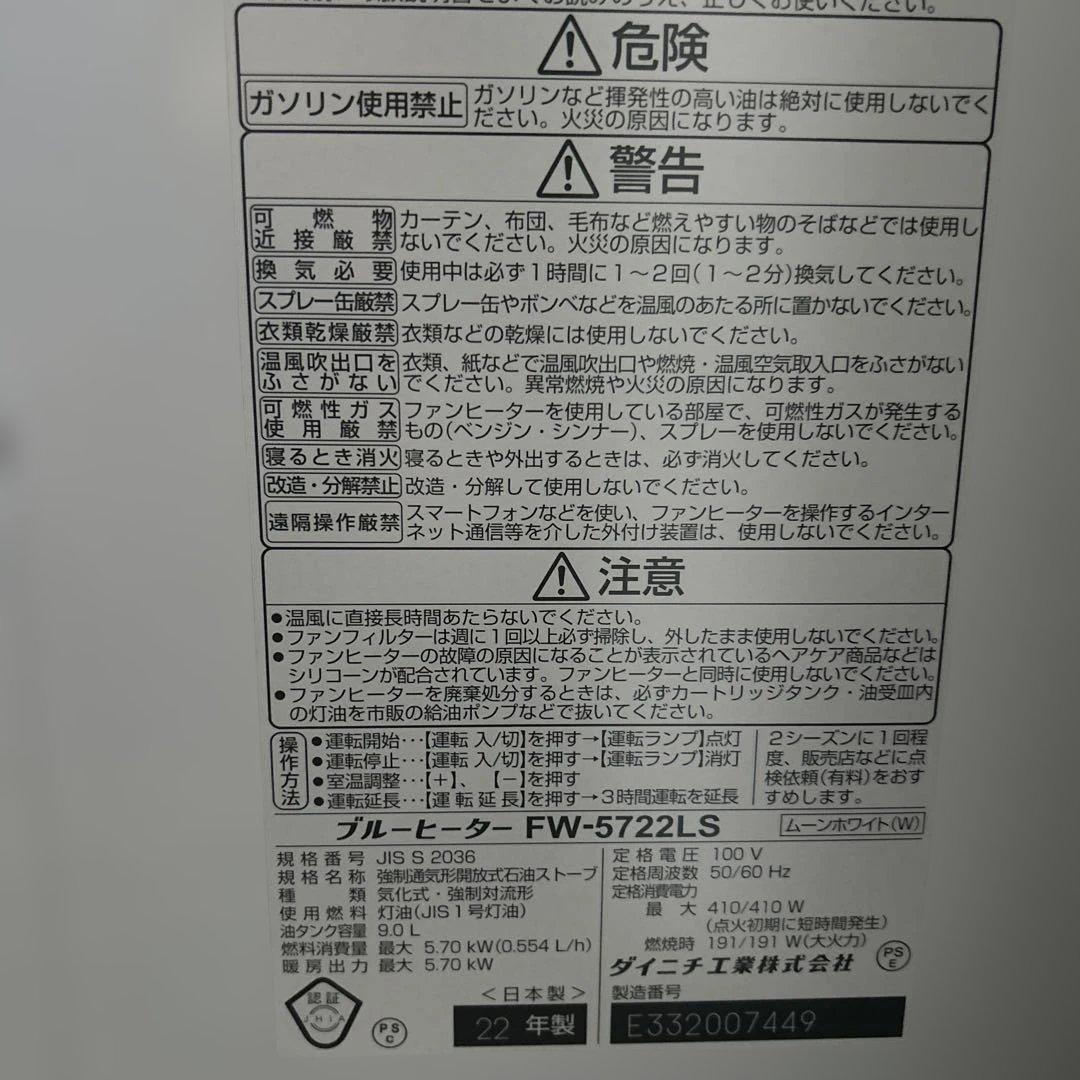 正しくお使いください。
危険
ガソリン使用禁止
ガソリンなど揮発性の高い油は絶対に使用しないでく
ださい。火災の原因になります。
警告
可燃物
近接厳禁
カーテン、布団、毛布など燃えやすい物のそばなどでは使用し
ないでください。火災の原因になります。
換気必要
使用中は必ず1時間に1〜2回(1〜2分)換気してください。
スプレー缶厳禁
スプレー缶やボンベなどを温風のあたる所に置かないでください。
衣類乾燥厳禁
衣類などの乾燥には使用しないでください。
温風吹出口を
ふさがない
衣類、紙などで温風吹出口や燃焼・温風空気取入口をふさがない
でください。異常燃焼や火災の原因になります。
可燃性ガス
使用厳禁
ファンヒーターを使用している部屋で、可燃性ガスが発生する
もの(ベンジン・シンナー)、スプレーを使用しないでください。
寝るとき消火
寝るときや外出するときは、必ず消火してください。
改造・分解禁止
改造・分解して使用しないでください。
遠隔操作厳禁
スマートフォンなどを使い、ファンヒーターを操作するインター
ネット通信等を介した外付け装置は、使用しないでください。
注意
●温風に直接長時間あたらないでください。
●ファンフィルターは週に1回以上必ず掃除し、外したまま使用しないでください。
●ファンヒーターの故障の原因になることが表示されているヘアケア商品などは
シリコーンが配合されています。ファンヒーターと同時に使用しないでください。
●ファンヒーターを廃棄処分するときは、必ずカートリッジタンク・油受皿内
の灯油を市販の給油ポンプなどで抜いてください。
操作方法
●運転開始‥‥【運転 入/切】を押す→【運転ランプ】点灯
●運転停止‥‥【運転 入/切】を押す→【運転ランプ】消灯
●室温調整‥‥【+】、【−】を押す
●運転延長‥‥【運転延長】を押す→3時間運転を延長
2シーズンに1回程
度、販売店などに点
検依頼(有料)をおす
すめします。
ブルーヒーター FW-5722LS
ムーンホワイト(W)
規格番号 JIS S 2036
規格名称 強制通気形開放式石油ストーブ
種類 気化式・強制対流形
使用燃料 灯油(JIS1号灯油)
油タンク容量 9.0 L
燃料消費量 最大 5.70 kW(0.554 L/h)
暖房出力 最大 5.70 kW
定格電圧 100 V
定格周波数 50/60 Hz
定格消費電力
最大 410/410 W
(点火初期に短時間発生)
燃焼時 191/191 W(大火力)
ダイニチ工業株式会社
PS
E
認証
JHIA
PS
C
<日本製>
22 年製
製造番号
E332007449